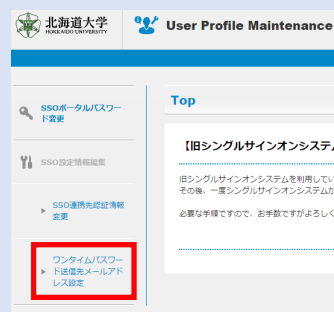 北海道大学
HOKKAIDO UNIVERSITY
User Profile Maintenance
SSOポータルパスワー
ド変更
SSO設定情報編集
SSO連携先認証情報
変更
ワンタイムパスワー
ド送信先メールアド
レス設定
Top
【旧シングルサインオンシステム
旧シングルサインオンシステムを利用してい
その後、一度シングルサインオンシステムか
必要な手順ですので、お手数ですがよろしく